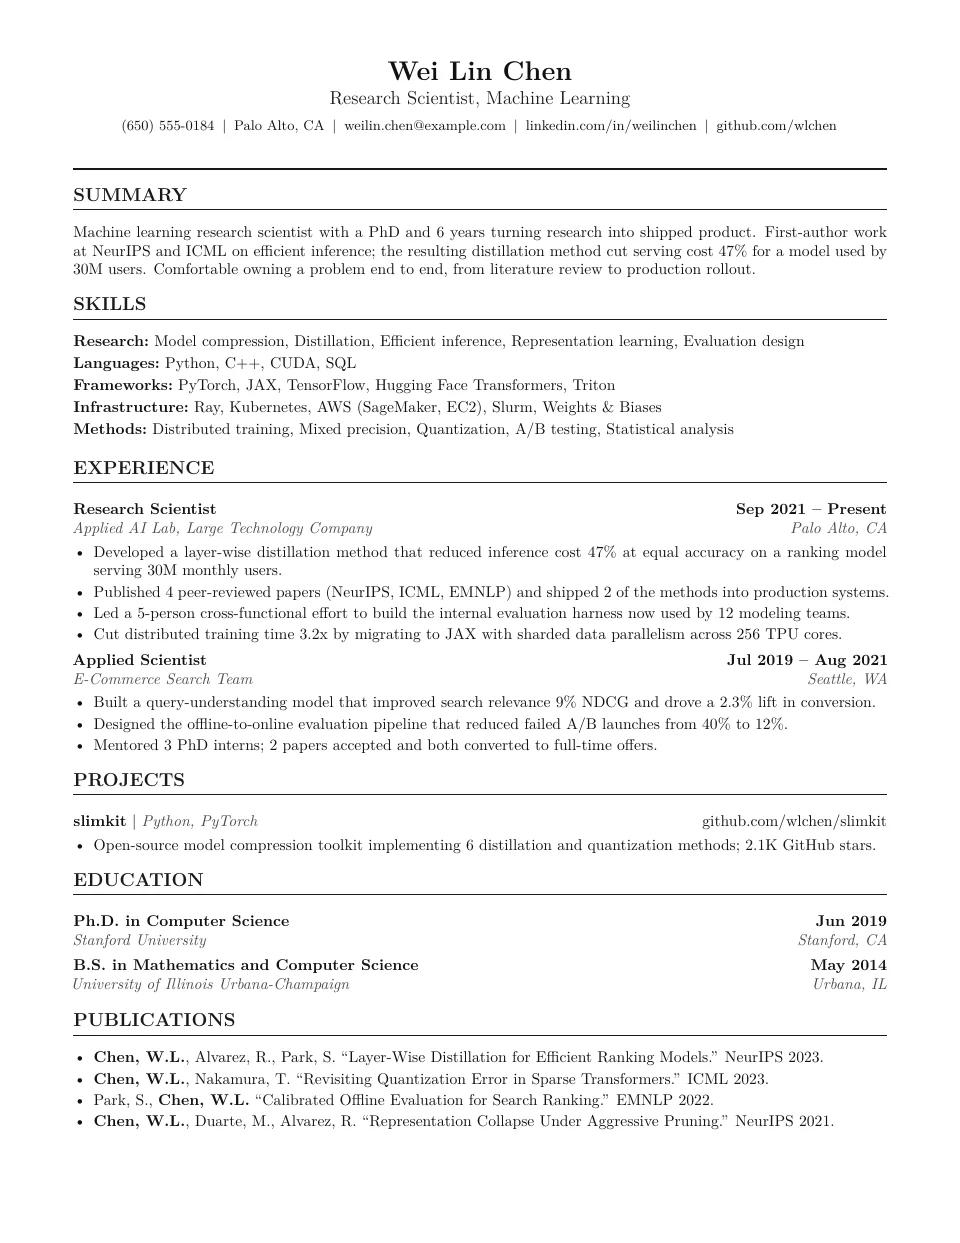 Wei Lin Chen
Research Scientist, Machine Learning
(650) 555-0184 | Palo Alto, CA | weilin.chen@example.com | linkedin.com/in/weilinchen | github.com/wlchen
SUMMARY
Machine learning research scientist with a PhD and 6 years turning research into shipped product. First-author work
at NeurIPS and ICML on efficient inference; the resulting distillation method cut serving cost 47% for a model used by
30M users. Comfortable owning a problem end to end, from literature review to production rollout.
SKILLS
Research: Model compression, Distillation, Efficient inference, Representation learning, Evaluation design
Languages: Python, C++, CUDA, SQL
Frameworks: PyTorch, JAX, TensorFlow, Hugging Face Transformers, Triton
Infrastructure: Ray, Kubernetes, AWS (SageMaker, EC2), Slurm, Weights & Biases
Methods: Distributed training, Mixed precision, Quantization, A/B testing, Statistical analysis
EXPERIENCE
Research Scientist Sep 2021 – Present
Applied AI Lab, Large Technology Company Palo Alto, CA
• Developed a layer-wise distillation method that reduced inference cost 47% at equal accuracy on a ranking model
serving 30M monthly users.
• Published 4 peer-reviewed papers (NeurIPS, ICML, EMNLP) and shipped 2 of the methods into production systems.
• Led a 5-person cross-functional effort to build the internal evaluation harness now used by 12 modeling teams.
• Cut distributed training time 3.2x by migrating to JAX with sharded data parallelism across 256 TPU cores.
Applied Scientist Jul 2019 – Aug 2021
E-Commerce Search Team Seattle, WA
• Built a query-understanding model that improved search relevance 9% NDCG and drove a 2.3% lift in conversion.
• Designed the offline-to-online evaluation pipeline that reduced failed A/B launches from 40% to 12%.
• Mentored 3 PhD interns; 2 papers accepted and both converted to full-time offers.
PROJECTS
slimkit | Python, PyTorch github.com/wlchen/slimkit
• Open-source model compression toolkit implementing 6 distillation and quantization methods; 2.1K GitHub stars.
EDUCATION
Ph.D. in Computer Science Jun 2019
Stanford University Stanford, CA
B.S. in Mathematics and Computer Science May 2014
University of Illinois Urbana-Champaign Urbana, IL
PUBLICATIONS
• Chen, W.L., Alvarez, R., Park, S. “Layer-Wise Distillation for Efficient Ranking Models.” NeurIPS 2023.
• Chen, W.L., Nakamura, T. “Revisiting Quantization Error in Sparse Transformers.” ICML 2023.
• Park, S., Chen, W.L. “Calibrated Offline Evaluation for Search Ranking.” EMNLP 2022.
• Chen, W.L., Duarte, M., Alvarez, R. “Representation Collapse Under Aggressive Pruning.” NeurIPS 2021.